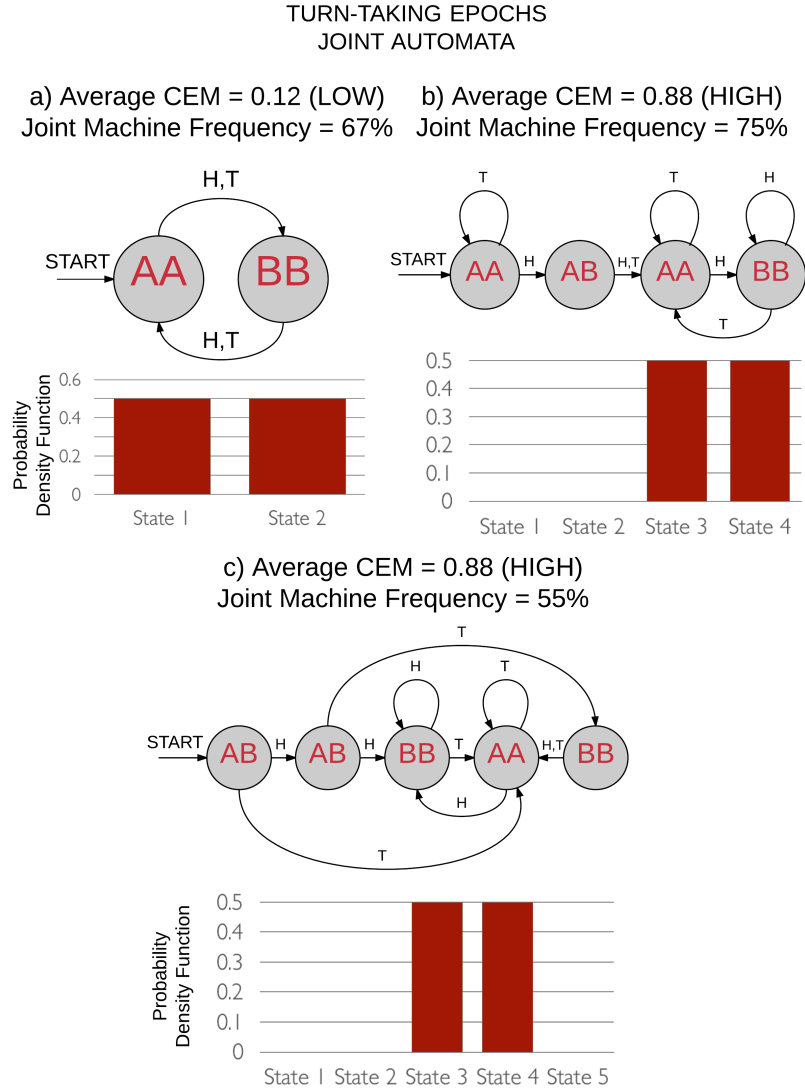 TURN-TAKING EPOCHS
JOINT AUTOMATA
a) Average CEM = 0.12 (LOW)
Joint Machine Frequency = 67%
H,T
START
AA
BB
H,T
Probability
Density Function
0.6
0.4
0.2
0
State 1
State 2
b) Average CEM = 0.88 (HIGH)
Joint Machine Frequency = 75%
T
T
H
START
AA
H
AB
H,T
AA
H
BB
T
0.5
0.4
0.3
0.2
0.1
0
State 1
State 2
State 3
State 4
c) Average CEM = 0.88 (HIGH)
Joint Machine Frequency = 55%
T
H
T
START
AB
H
AB
H
BB
T
AA
H,T
BB
H
T
Probability
Density Function
0.5
0.4
0.3
0.2
0.1
0
State 1
State 2
State 3
State 4
State 5